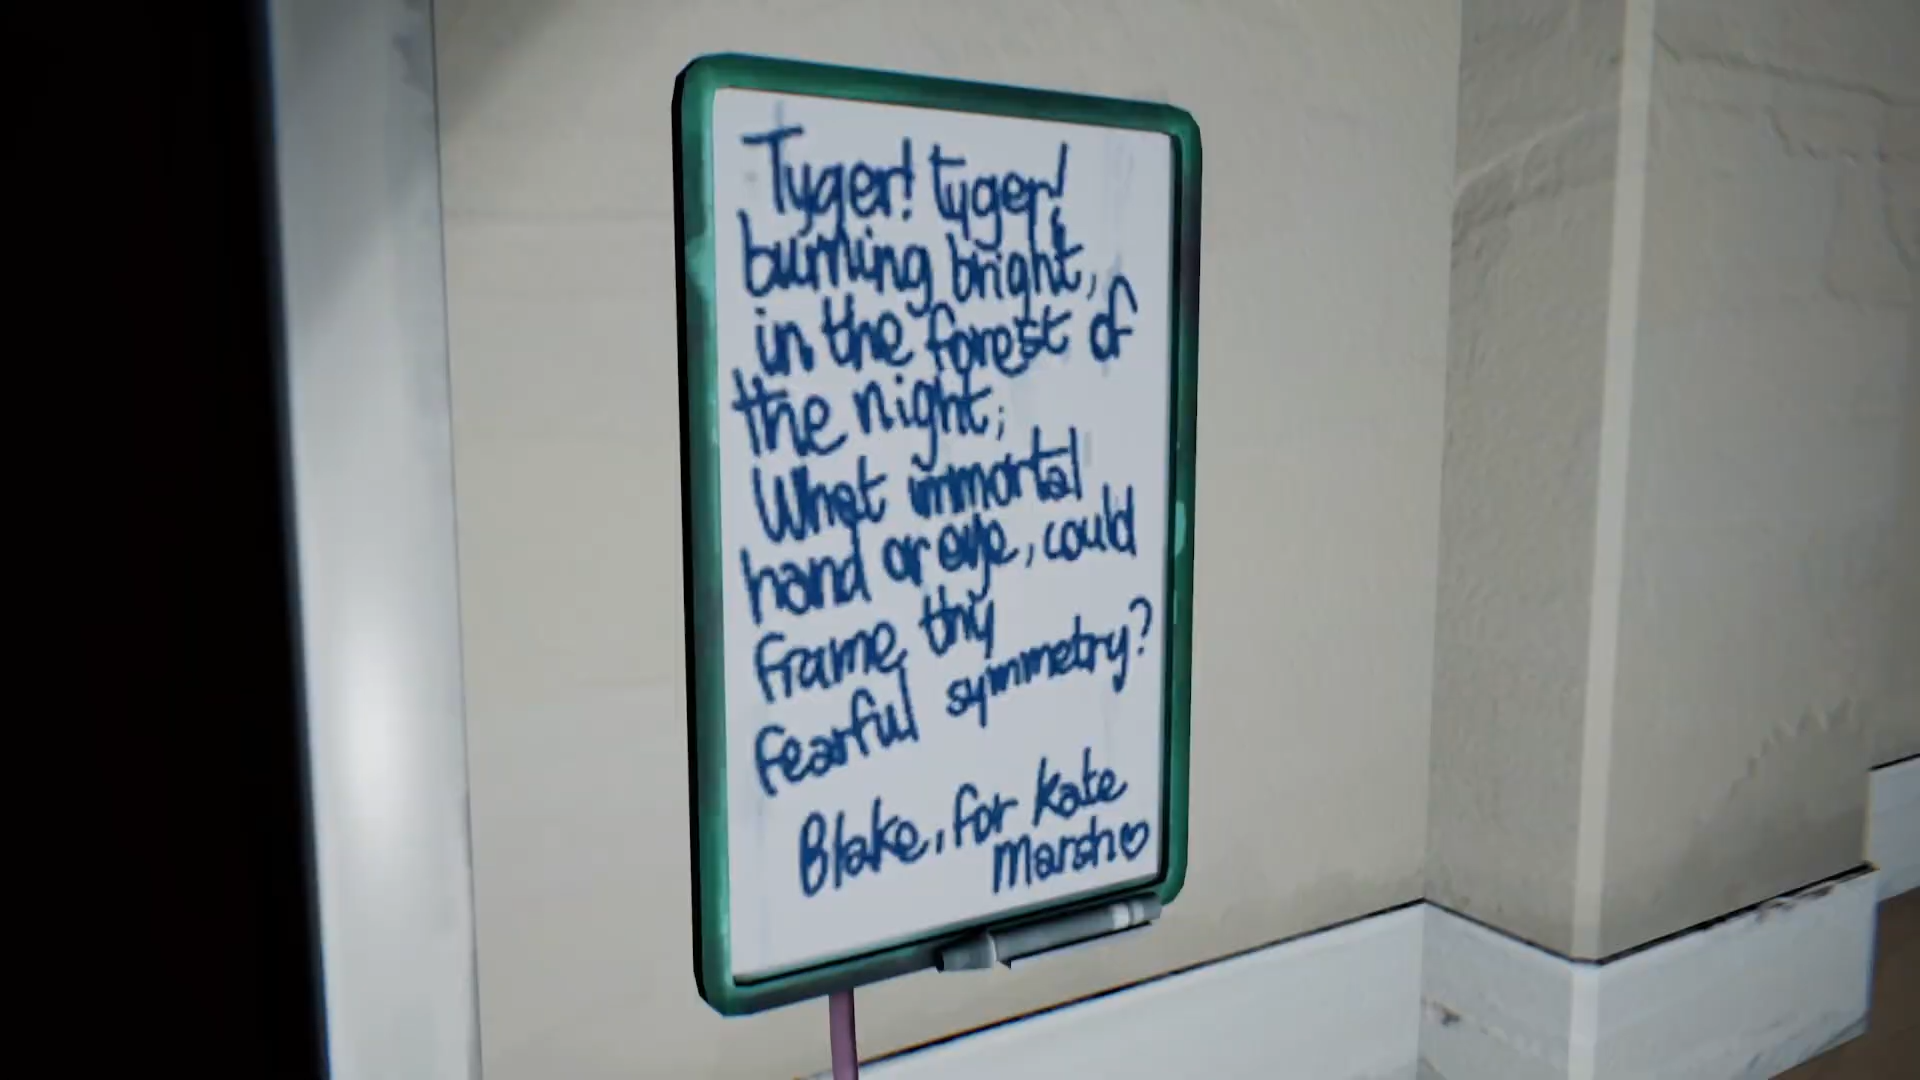 Tyger! tyger!
burning bright,
in the forest of
the night;
What immortal
hand or eye, could
frame thy
fearful symmetry?
Blake, for Kate
Marsh♡